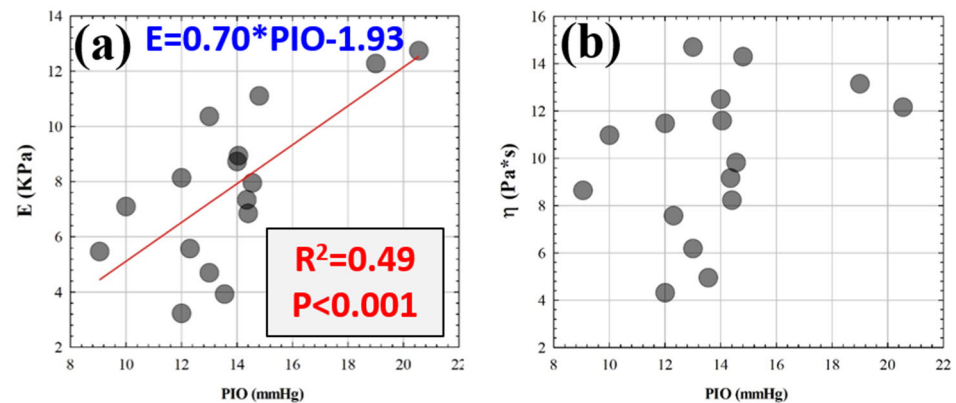 (a)
E=0.70*PIO-1.93
14
12
10
8
6
4
2
E (KPa)
R²=0.49
P<0.001
8 10 12 14 16 18 20 22
PIO (mmHg)
(b)
16
14
12
10
8
6
4
2
η (Pa*s)
8 10 12 14 16 18 20 22
PIO (mmHg)